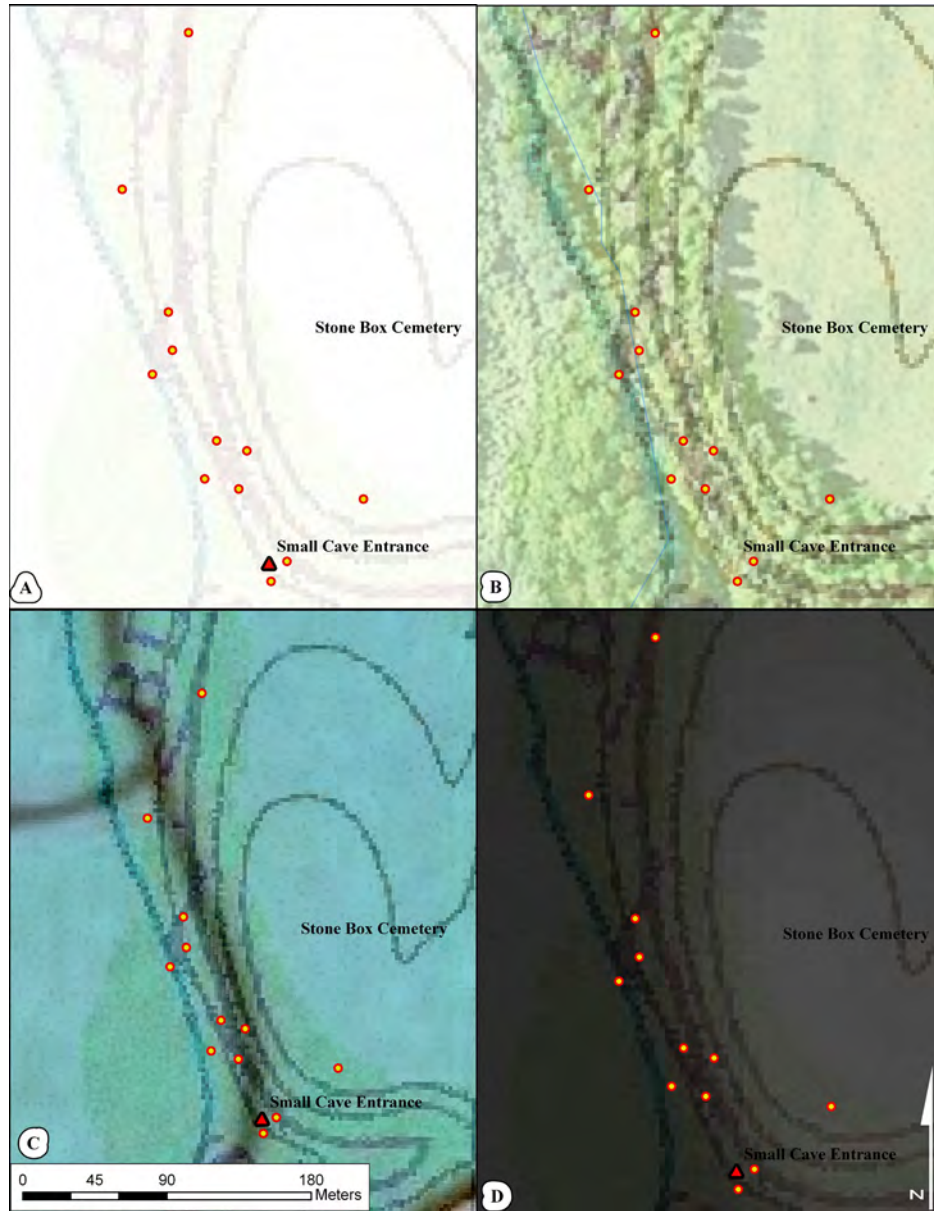 Stone Box Cemetery
Small Cave Entrance
A
Stone Box Cemetery
Small Cave Entrance
B
Stone Box Cemetery
Small Cave Entrance
C
0 45 90 180
Meters
Stone Box Cemetery
Small Cave Entrance
D
N